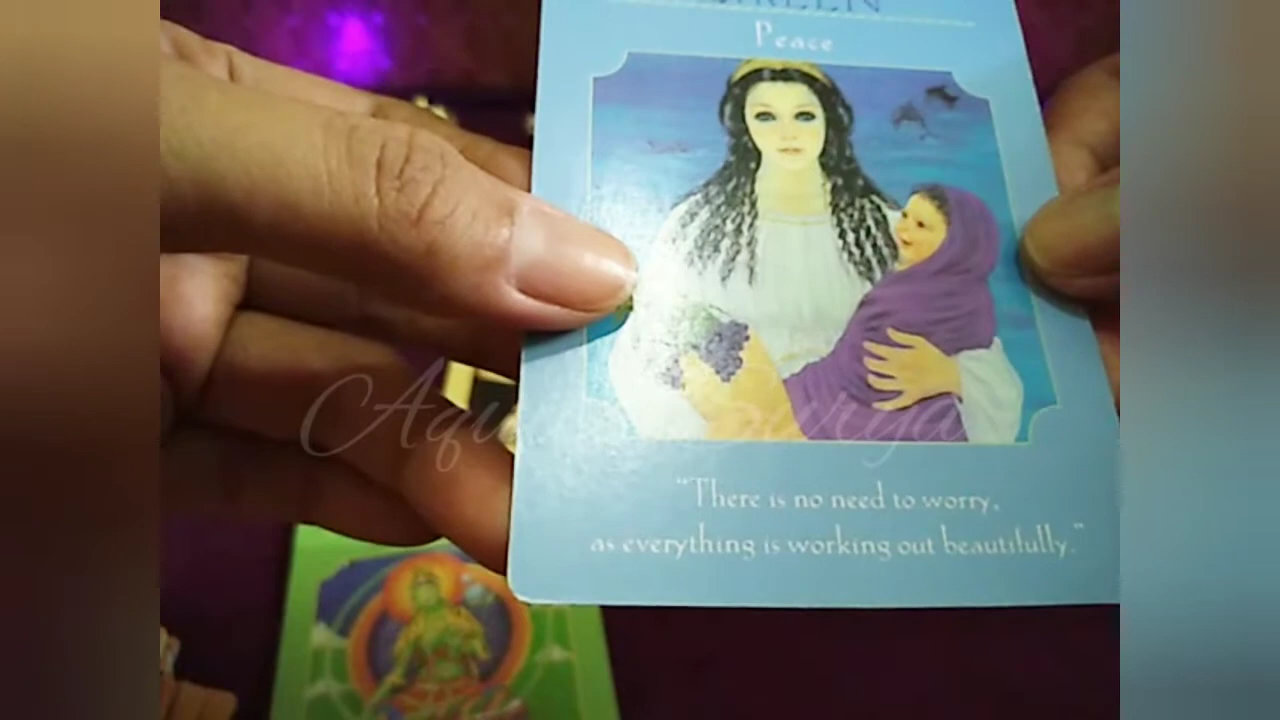 Peace
"There is no need to worry,
as everything is working out beautifully."